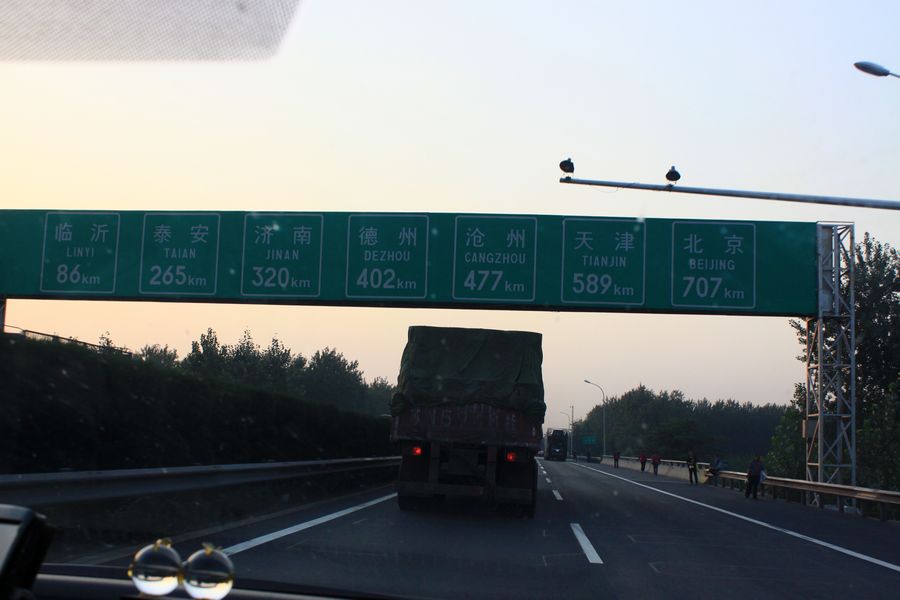 临沂
LINYI
86km
泰安
TAIAN
265km
济南
JINAN
320km
德州
DEZHOU
402km
沧州
CANGZHOU
477km
天津
TIANJIN
589km
北京
BEIJING
707km